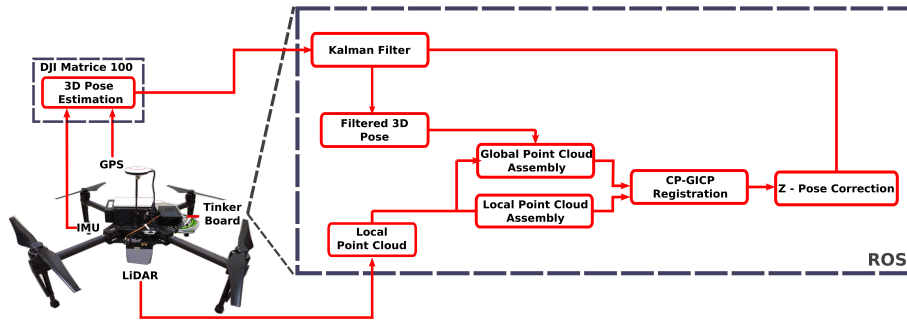 DJI Matrice 100
3D Pose
Estimation
GPS
IMU
Tinker
Board
LiDAR
Kalman Filter
Filtered 3D
Pose
Global Point Cloud
Assembly
Local Point Cloud
Assembly
Local
Point Cloud
CP-GICP
Registration
Z - Pose Correction
ROS